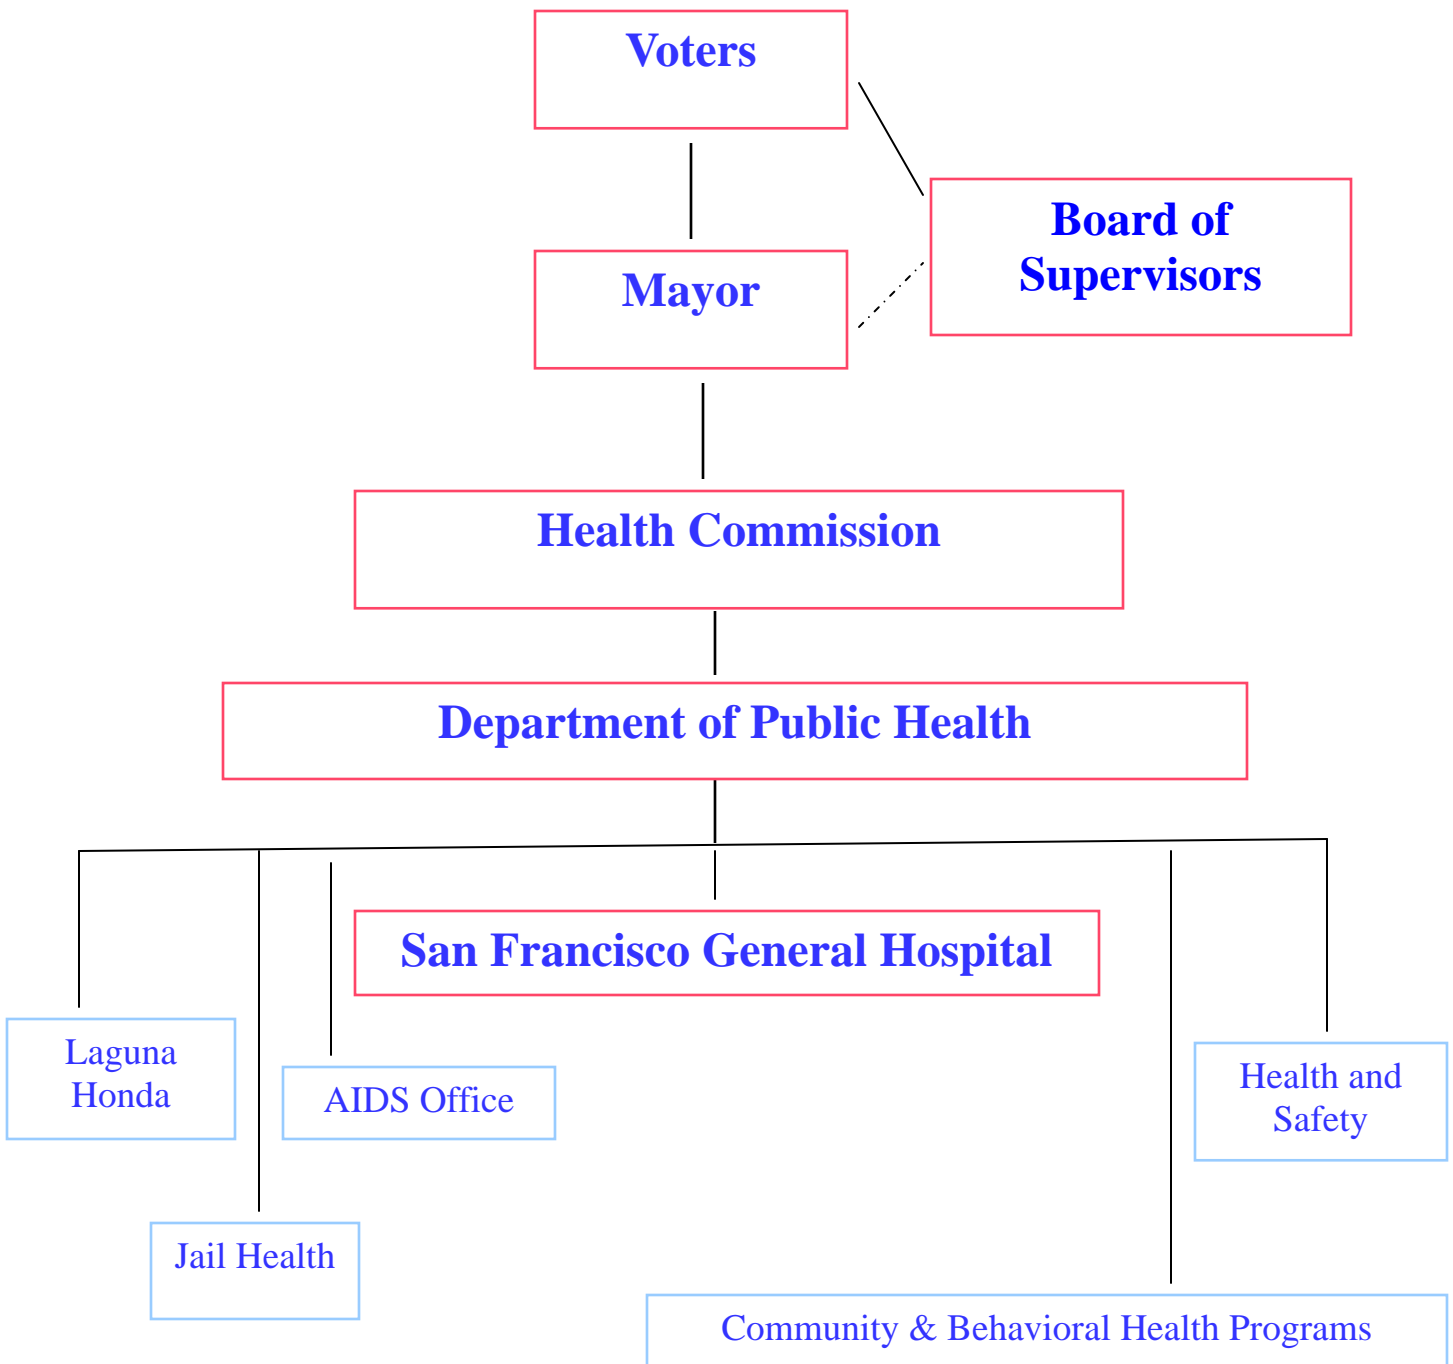 Voters
Board of
Supervisors
Mayor
Health Commission
Department of Public Health
San Francisco General Hospital
Laguna
Honda
AIDS Office
Health and
Safety
Jail Health
Community & Behavioral Health Programs